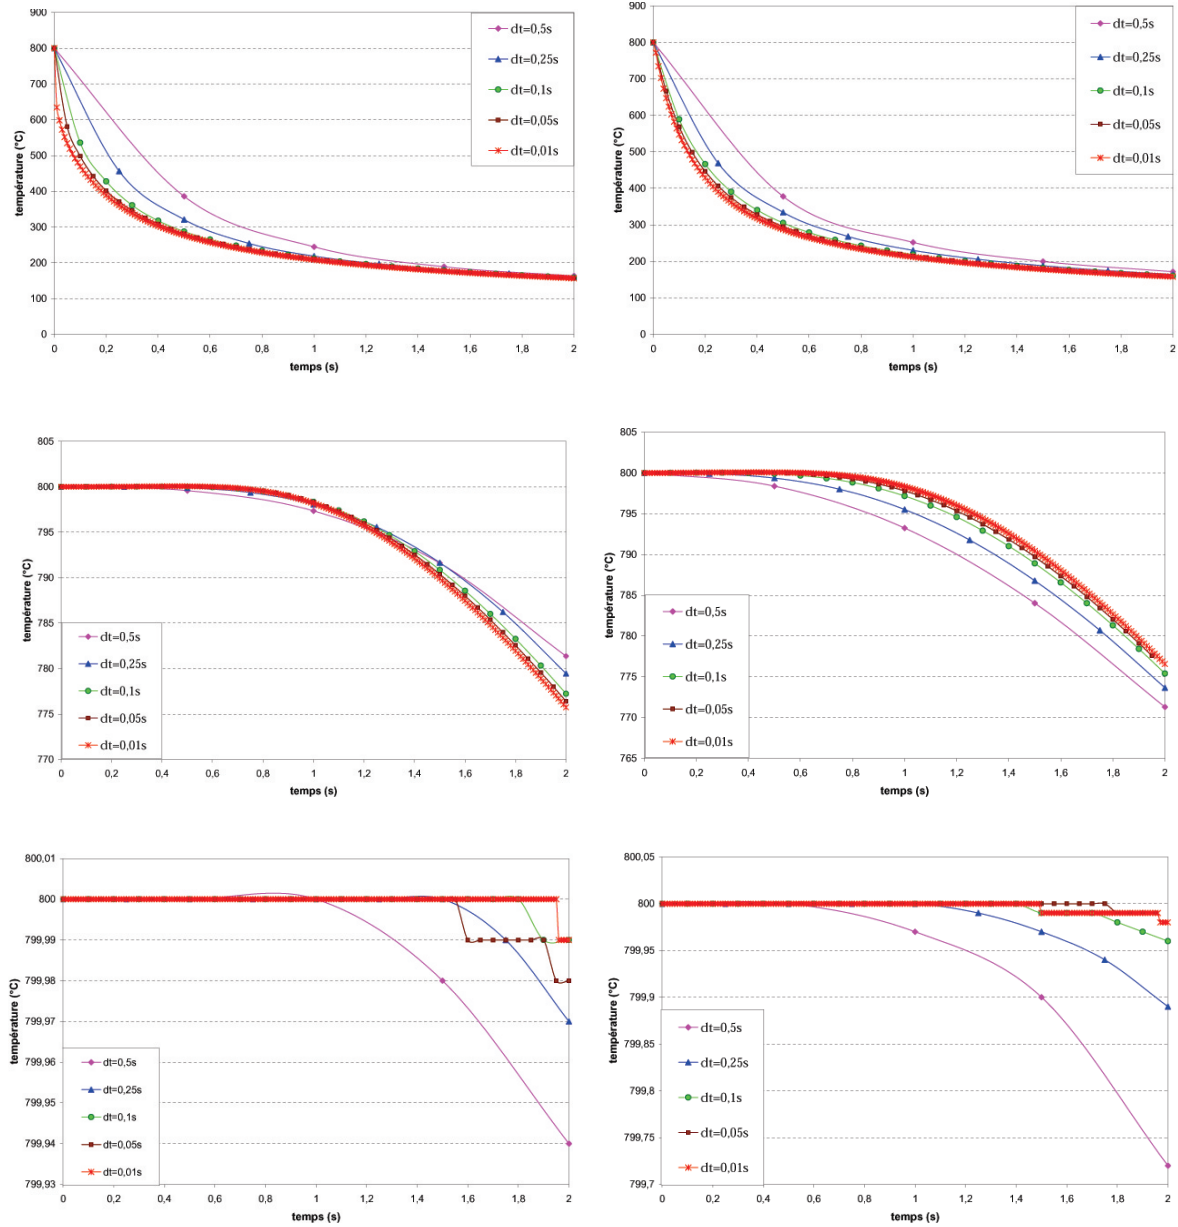 900
800
700
600
500
400
300
200
100
0
température (°C)
0 0,2 0,4 0,6 0,8 1 1,2 1,4 1,6 1,8 2
temps (s)
dt=0,5s
dt=0,25s
dt=0,1s
dt=0,05s
dt=0,01s
900
800
700
600
500
400
300
200
100
0
température (°C)
0 0,2 0,4 0,6 0,8 1 1,2 1,4 1,6 1,8 2
temps (s)
dt=0,5s
dt=0,25s
dt=0,1s
dt=0,05s
dt=0,01s
805
800
795
790
785
780
775
770
température (°C)
0 0,2 0,4 0,6 0,8 1 1,2 1,4 1,6 1,8 2
temps (s)
dt=0,5s
dt=0,25s
dt=0,1s
dt=0,05s
dt=0,01s
805
800
795
790
785
780
775
770
765
température (°C)
0 0,2 0,4 0,6 0,8 1 1,2 1,4 1,6 1,8 2
temps (s)
dt=0,5s
dt=0,25s
dt=0,1s
dt=0,05s
dt=0,01s
800,01
800
799,99
799,98
799,97
799,96
799,95
799,94
799,93
température (°C)
0 0,2 0,4 0,6 0,8 1 1,2 1,4 1,6 1,8 2
temps (s)
dt=0,5s
dt=0,25s
dt=0,1s
dt=0,05s
dt=0,01s
800,05
800
799,95
799,9
799,85
799,8
799,75
799,7
température (°C)
0 0,2 0,4 0,6 0,8 1 1,2 1,4 1,6 1,8 2
temps (s)
dt=0,5s
dt=0,25s
dt=0,1s
dt=0,05s
dt=0,01s